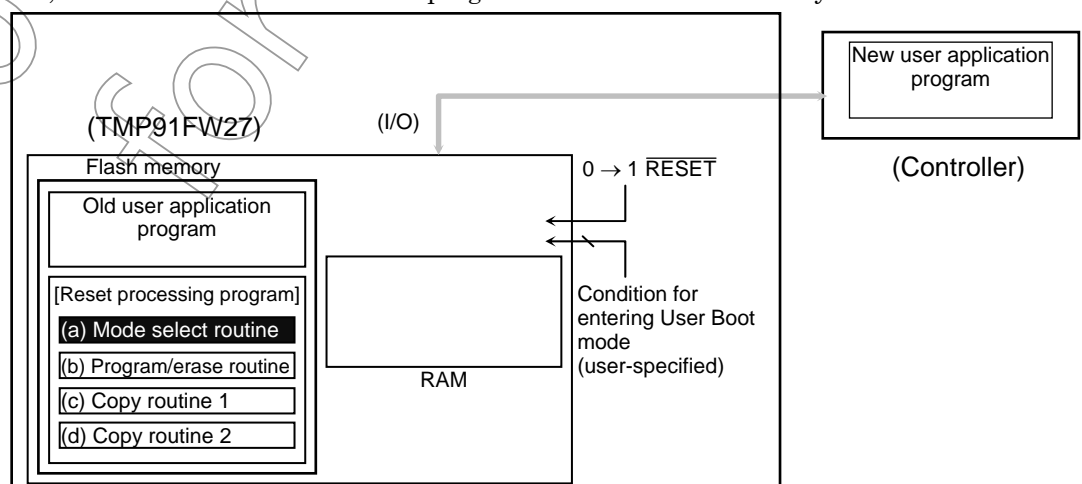 New user application
program
(TMP91FW27)
(I/O)
(Controller)
Flash memory
0 → 1 RESET
Old user application
program
[Reset processing program]
(a) Mode select routine
(b) Program/erase routine
(c) Copy routine 1
(d) Copy routine 2
RAM
Condition for
entering User Boot
mode
(user-specified)
for